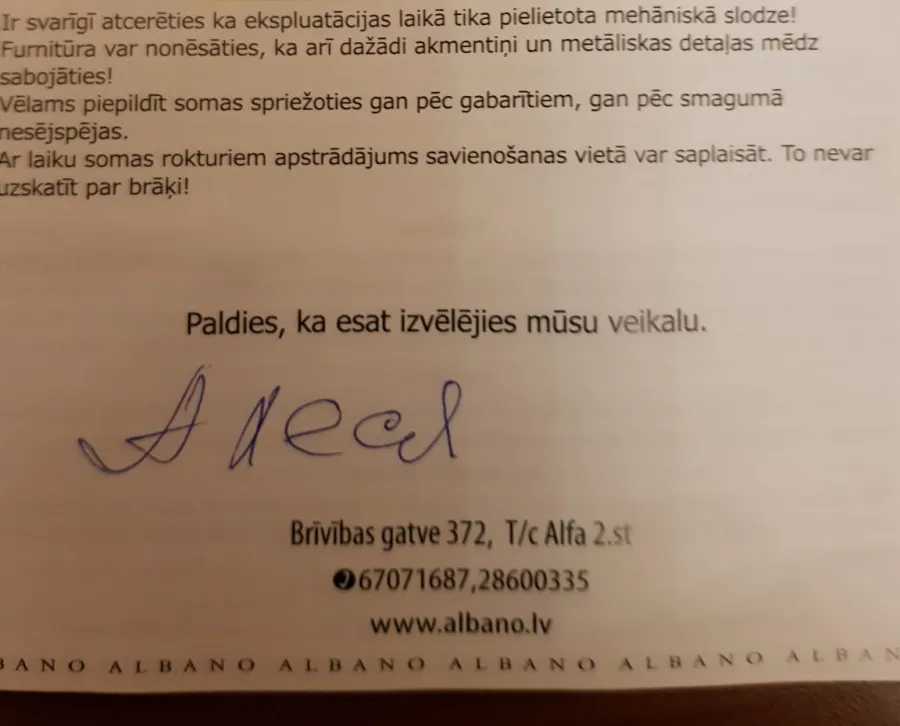 Ir svarīgī atcerēties ka ekspluatācijas laikā tika pielietota mehāniskā slodze!
Furnitūra var nonēsāties, ka arī dažādi akmentiņi un metāliskas detaļas mēdz
sabojāties!
Vēlams piepildīt somas spriežoties gan pēc gabarītiem, gan pēc smagumā
nesējspējas.
Ar laiku somas rokturiem apstrādājums savienošanas vietā var saplaisāt. To nevar
uzskatīt par brāķi!
Paldies, ka esat izvēlējies mūsu veikalu.
Brīvības gatve 372, T/c Alfa 2.st
67071687,28600335
www.albano.lv
BANO ALBANO ALBANO ALBANO ALBANO ALBAN